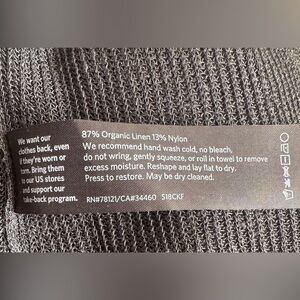 We want our
clothes back, even
if they're worn or
torn. Bring them
to our US stores
and support our
take-back program.
87% Organic Linen 13% Nylon
We recommend hand wash cold, no bleach,
do not wring, gently squeeze, or roll in towel to remove
excess moisture. Reshape and lay flat to dry.
Press to restore. May be dry cleaned.
RN#78121/CA#34460 S18CKF